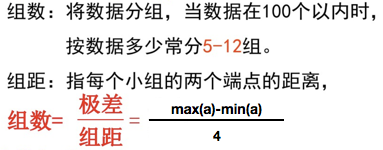 组数：将数据分组，当数据在100个以内时，
按数据多少常分5-12组。
组距：指每个小组的两个端点的距离，
组数= 极差/组距 = max(a)-min(a)/4